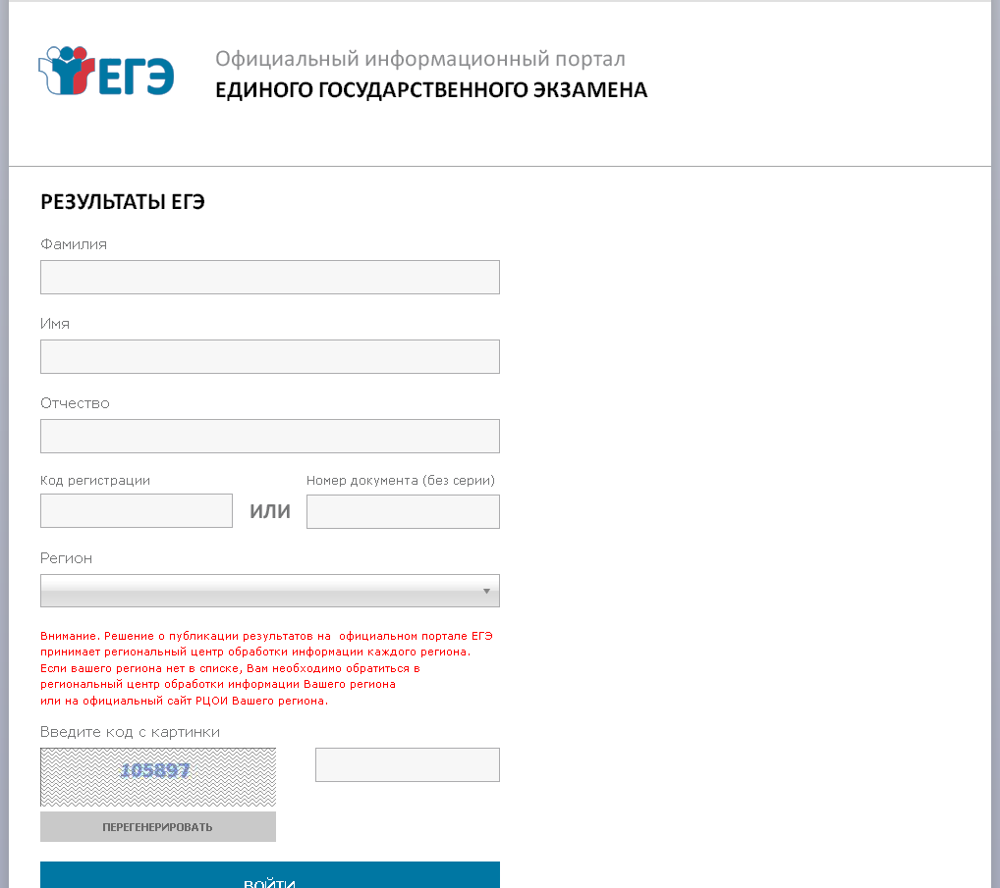 ЕГЭ
Официальный информационный портал
ЕДИНОГО ГОСУДАРСТВЕННОГО ЭКЗАМЕНА
РЕЗУЛЬТАТЫ ЕГЭ
Фамилия
Имя
Отчество
Код регистрации
ИЛИ
Номер документа (без серии)
Регион
Внимание. Решение о публикации результатов на официальном портале ЕГЭ
принимает региональный центр обработки информации каждого региона.
Если вашего региона нет в списке, Вам необходимо обратиться в
региональный центр обработки информации Вашего региона
или на официальный сайт РЦОИ Вашего региона.
Введите код с картинки
105897
ПЕРЕГЕНЕРИРОВАТЬ
ВОЙТИ